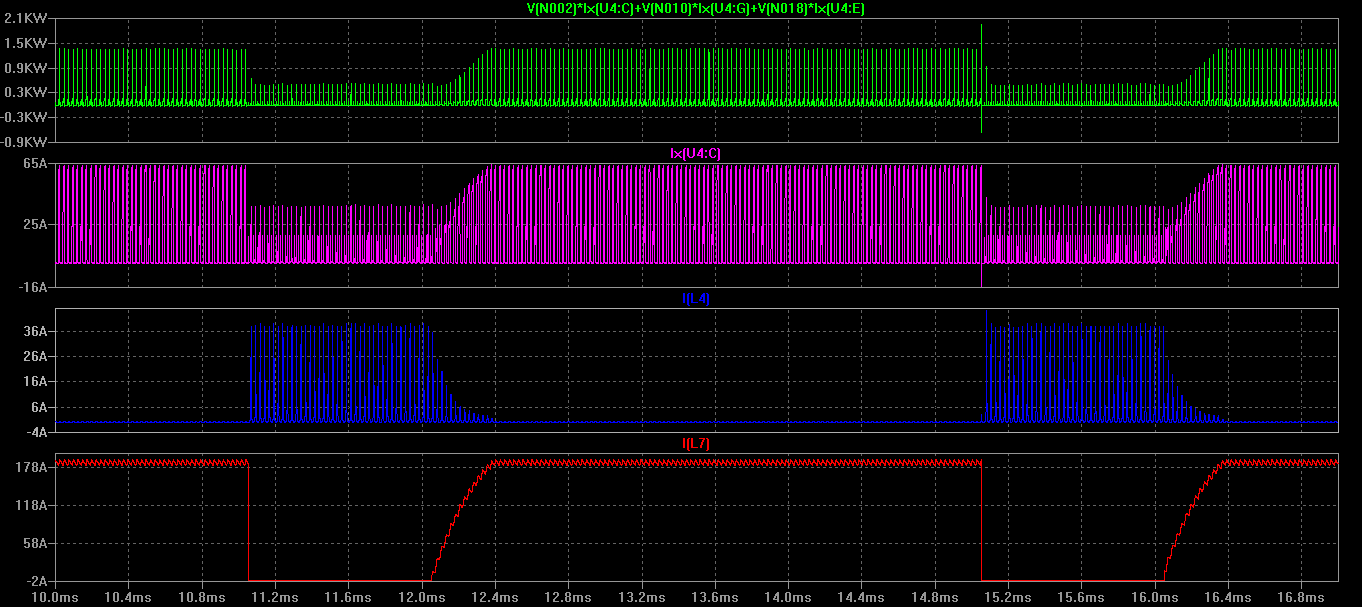 V(N002)*Ix(U4:C)+V(N010)*Ix(U4:G)+V(N018)*Ix(U4:E)
2.1KW
1.5KW
0.9KW
0.3KW
-0.3KW
-0.9KW
Ix(U4:C)
65A
25A
-16A
I(L4)
36A
26A
16A
6A
-4A
I(L7)
178A
118A
58A
-2A
10.0ms 10.4ms 10.8ms 11.2ms 11.6ms 12.0ms 12.4ms 12.8ms 13.2ms 13.6ms 14.0ms 14.4ms 14.8ms 15.2ms 15.6ms 16.0ms 16.4ms 16.8ms